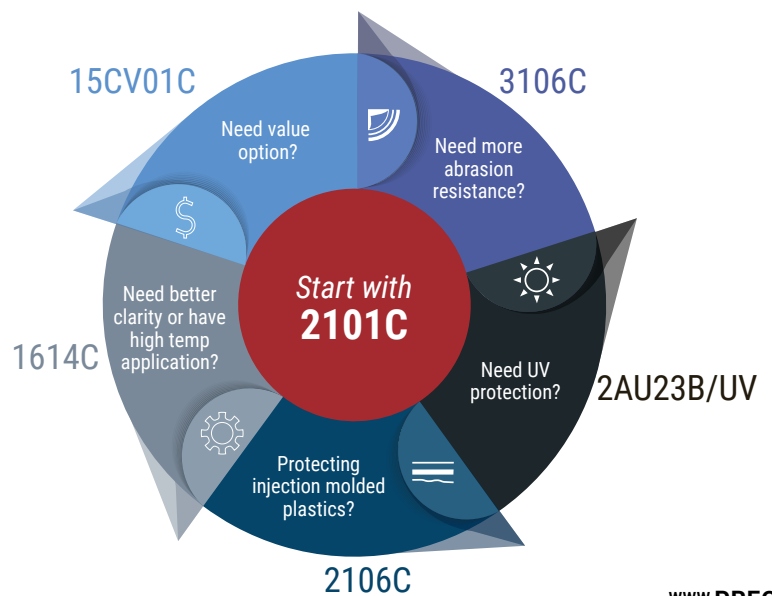 15CV01C
3106C
Need value
option?
Need more
abrasion
resistance?
$
Start with
2101C
Need better
clarity or have
high temp
application?
1614C
Need UV
protection?
2AU23B/UV
Protecting
injection molded
plastics?
2106C